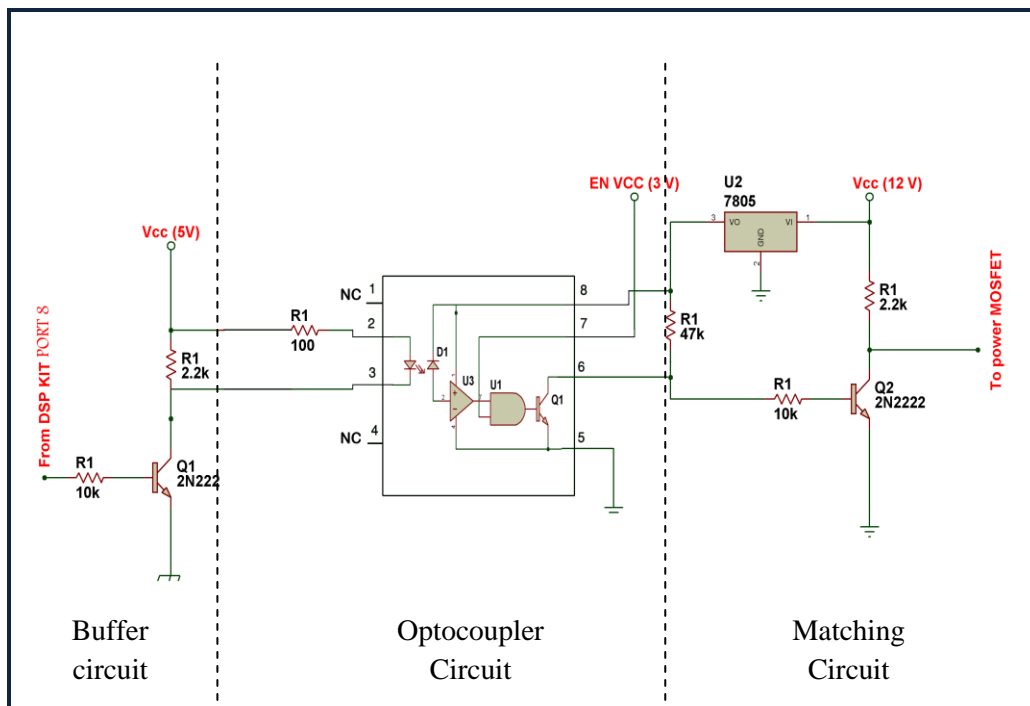 EN VCC (3 V)
U2
7805
Vcc (12 V)
3
VO
VI
1
GND
2
Vcc (5V)
From DSP KIT PORT 8
R1
2.2k
R1
10k
Q1
2N222
R1
100
NC
1
2
3
NC
4
8
7
6
5
D1
U3
U1
Q1
R1
47k
R1
10k
R1
2.2k
Q2
2N2222
To power MOSFET
Buffer
circuit
Optocoupler
Circuit
Matching
Circuit